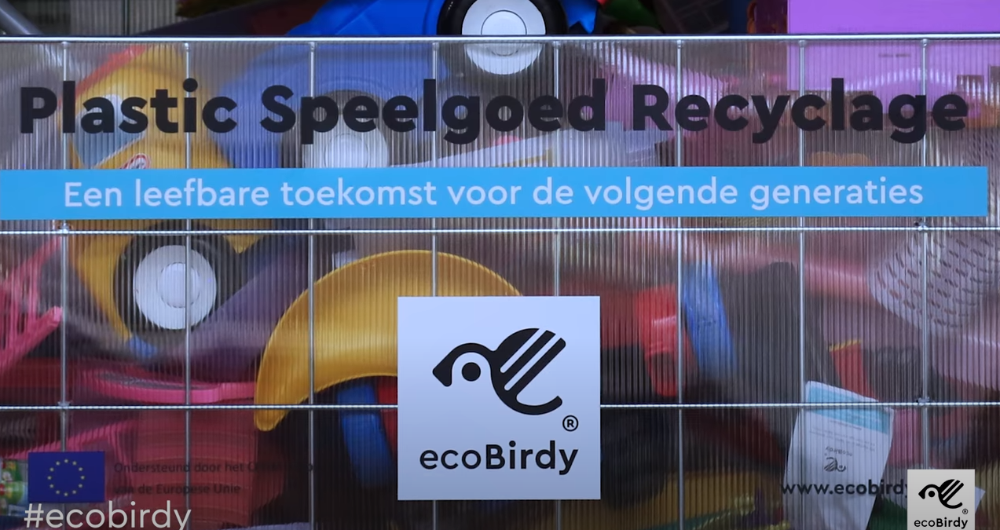 Plastic Speelgoed Recyclage
Een leefbare toekomst voor de volgende generaties
®
ecoBirdy
Ondersteund door het
van de Europese Unie
www.ecobirdy
#ecobirdy
®
ecoBirdy